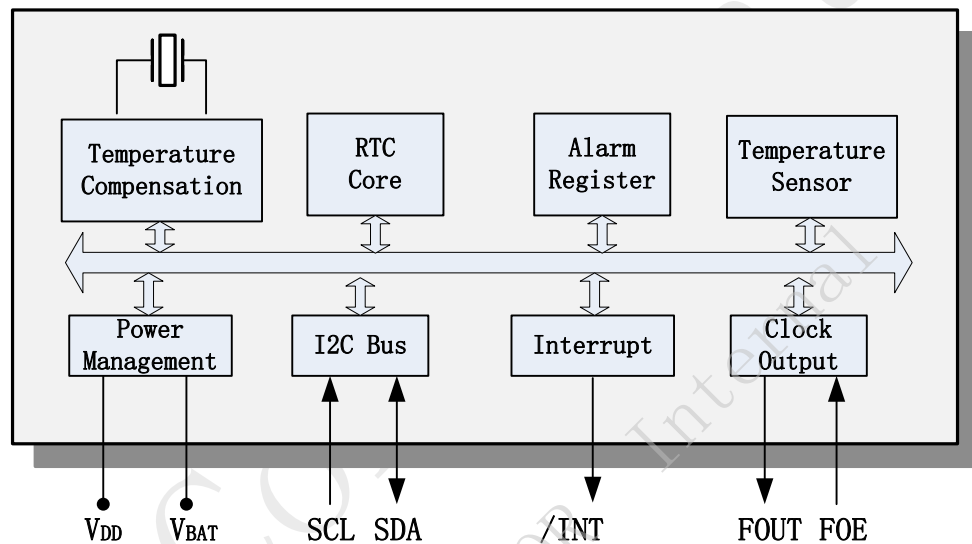 Temperature
Compensation
RTC
Core
Alarm
Register
Temperature
Sensor
Power
Management
I2C Bus
Interrupt
Clock
Output
VDD
VBAT
SCL SDA
/INT
FOUT FOE
Internal